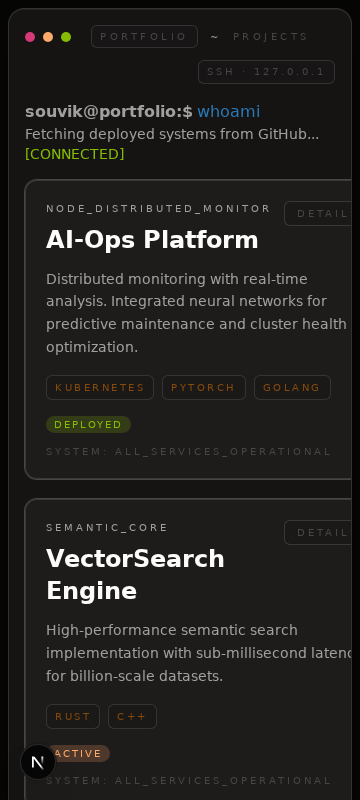 PORTFOLIO ~ PROJECTS
SSH · 127.0.0.1
souvik@portfolio:$ whoami
Fetching deployed systems from GitHub...
[CONNECTED]
NODE_DISTRIBUTED_MONITOR
DETAIL
AI-Ops Platform
Distributed monitoring with real-time
analysis. Integrated neural networks for
predictive maintenance and cluster health
optimization.
KUBERNETES PYTORCH GOLANG
DEPLOYED
SYSTEM: ALL_SERVICES_OPERATIONAL
SEMANTIC_CORE
DETAIL
VectorSearch
Engine
High-performance semantic search
implementation with sub-millisecond latenc
for billion-scale datasets.
RUST C++
N ACTIVE
SYSTEM: ALL_SERVICES_OPERATIONAL